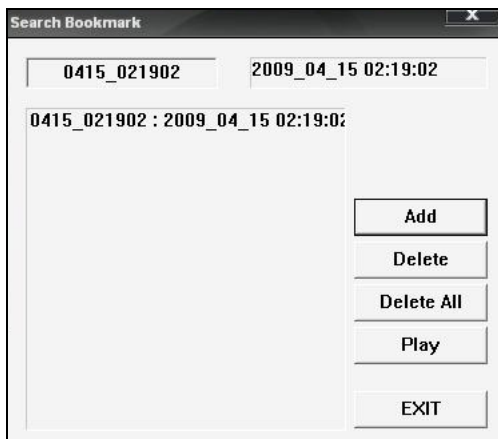 Search Bookmark
X
0415_021902
2009_04_15 02:19:02
0415_021902 : 2009_04_15 02:19:02
Add
Delete
Delete All
Play
EXIT